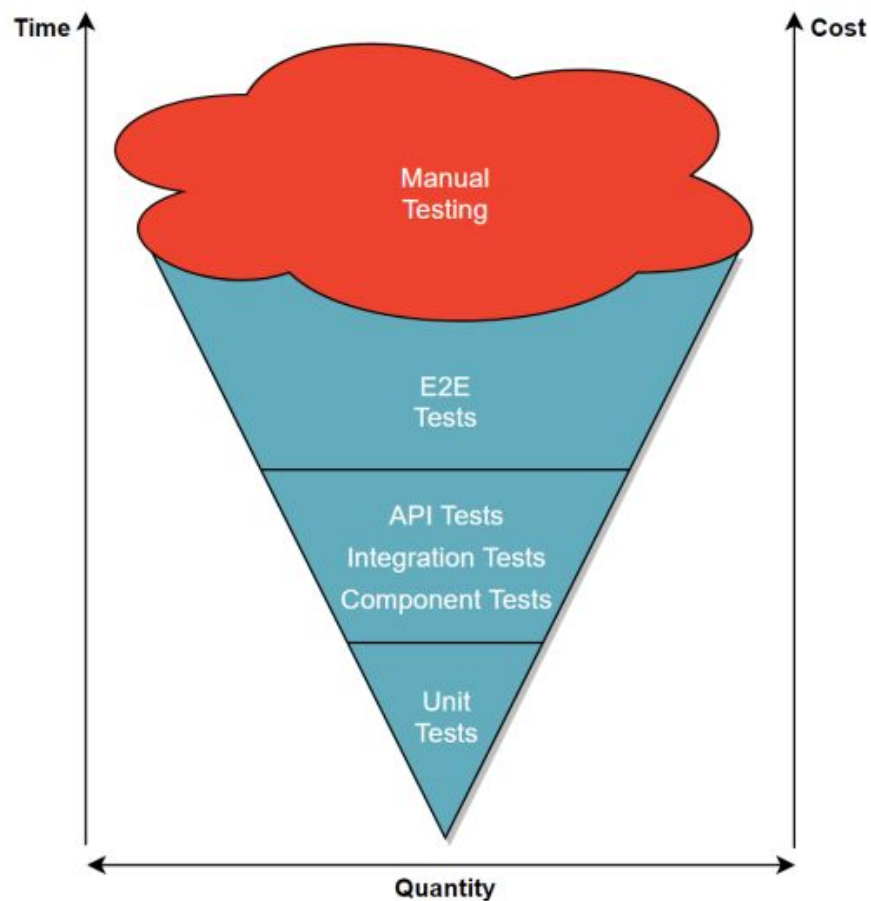 Time
Cost
Manual
Testing
E2E
Tests
API Tests
Integration Tests
Component Tests
Unit
Tests
Quantity